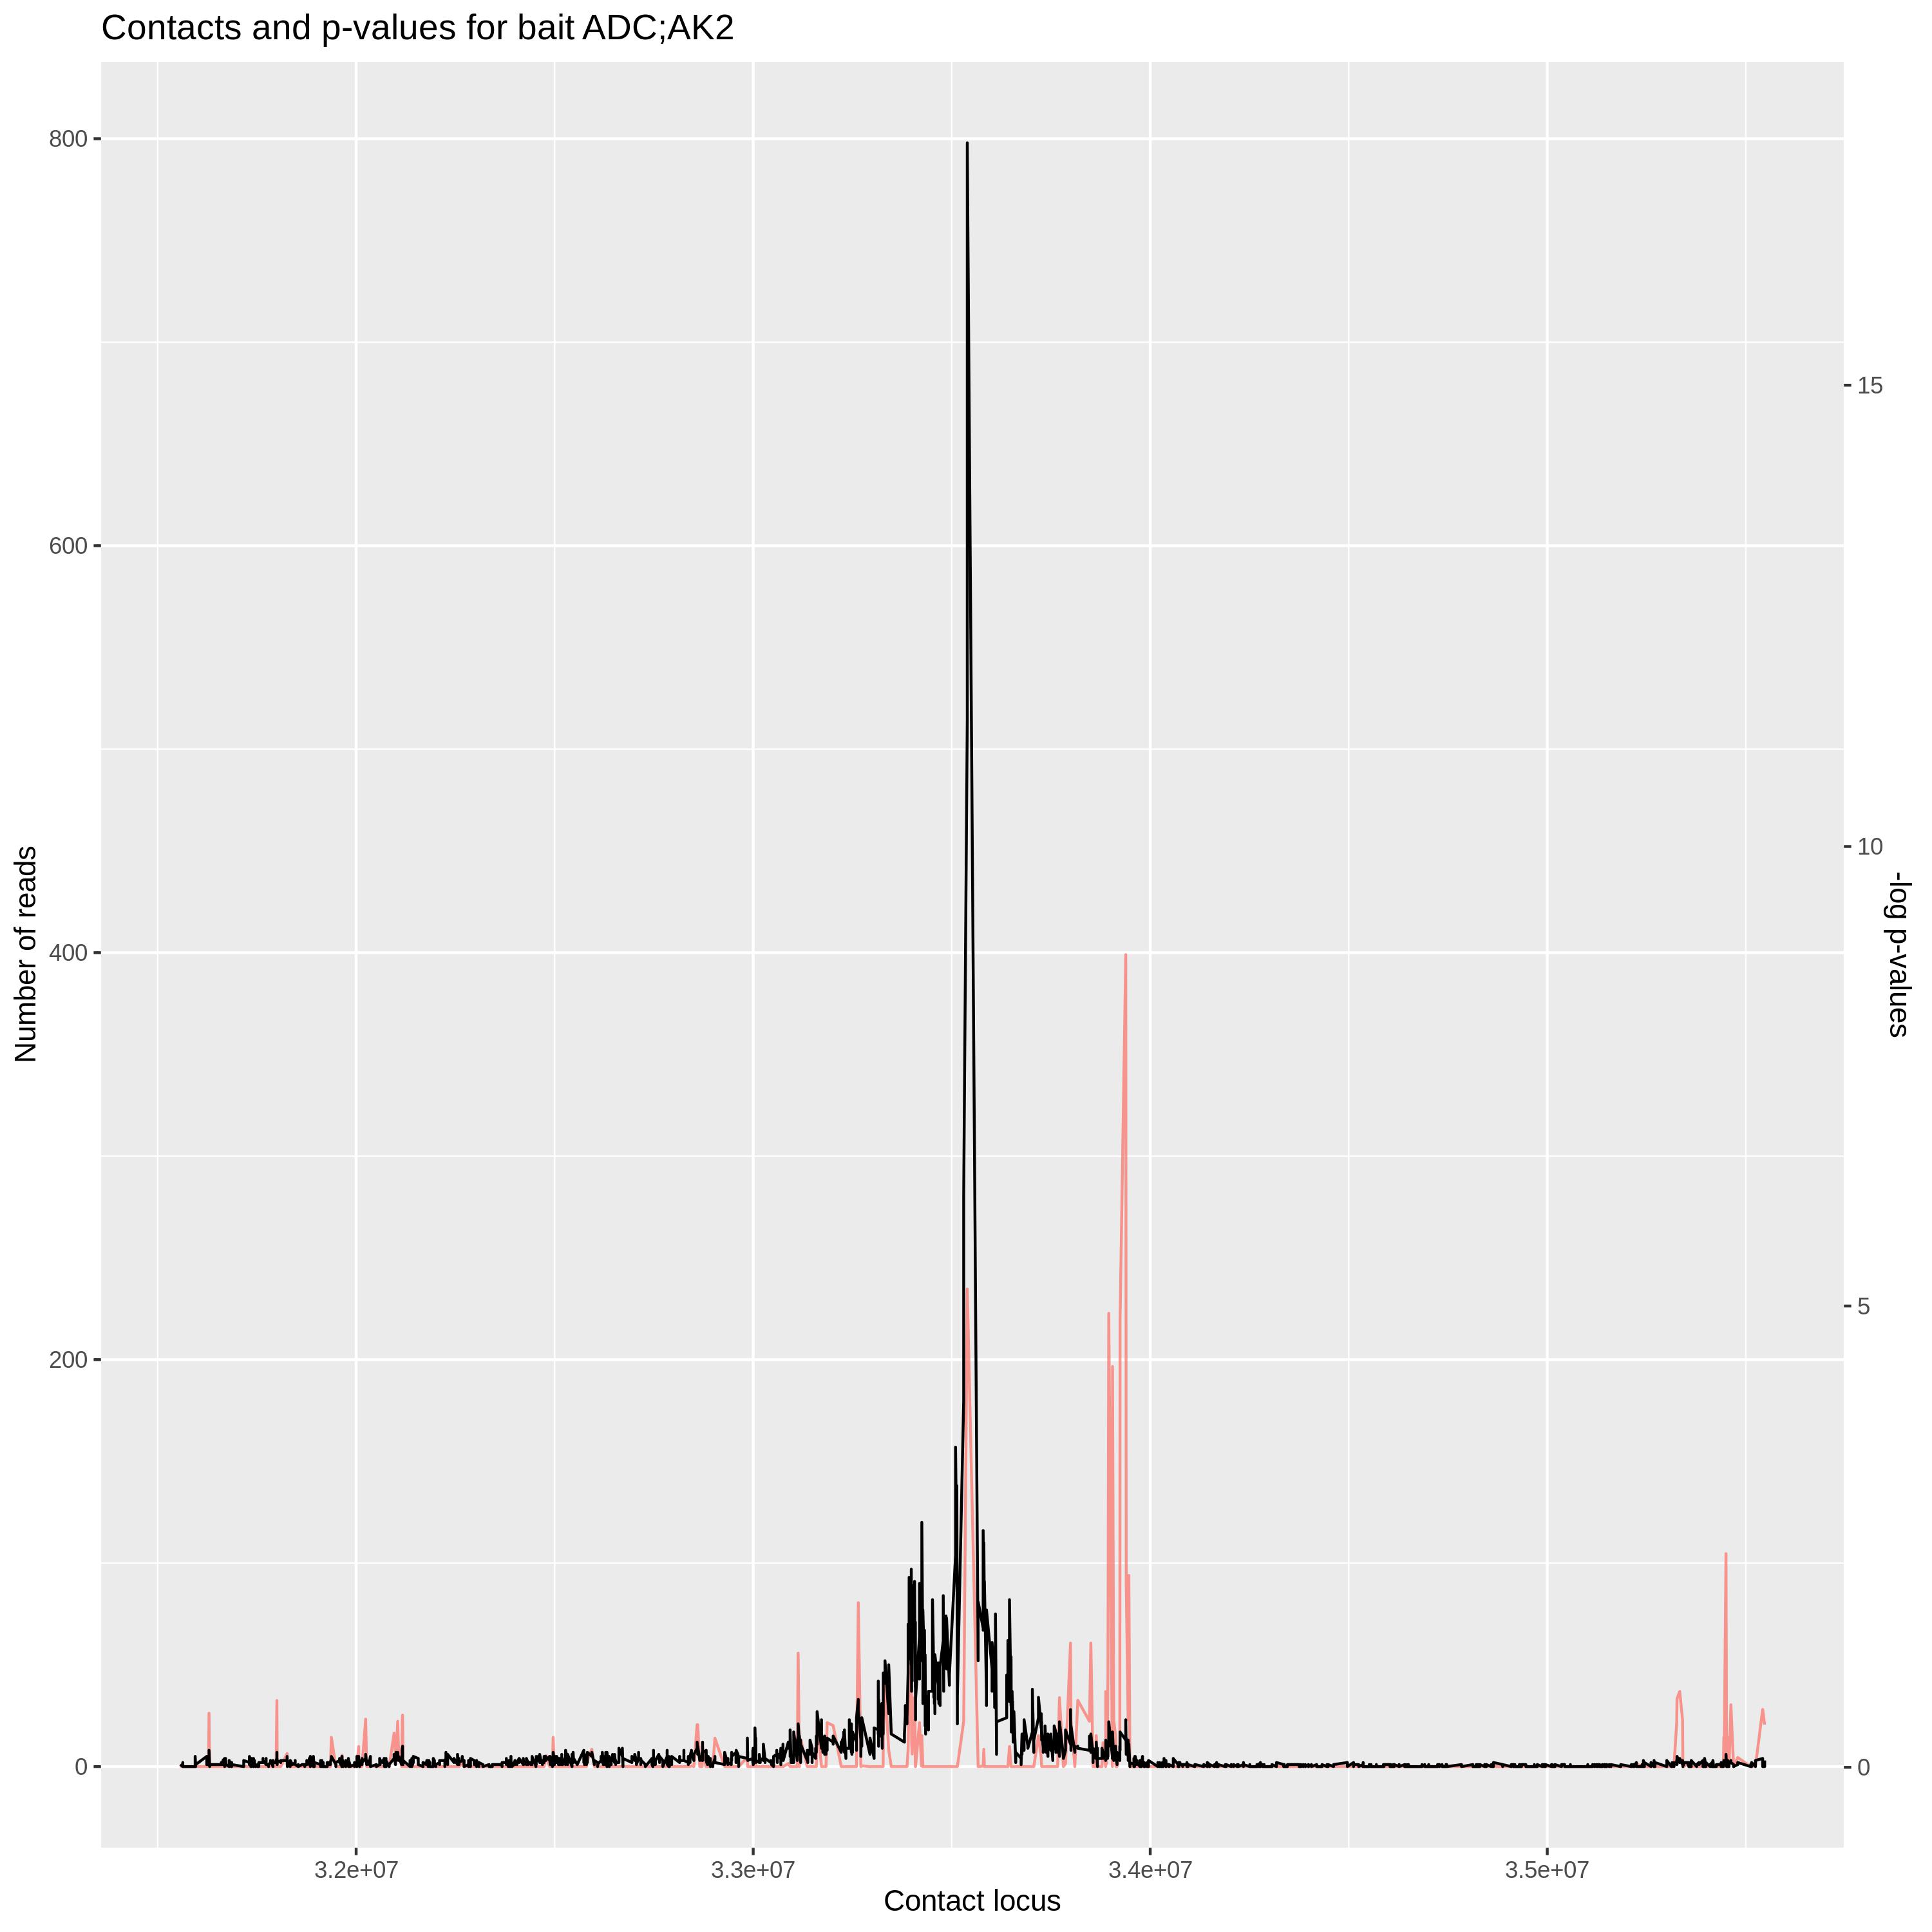 Contacts and p-values for bait ADC;AK2
800
600
400
200
0
Number of reads
15
10
5
0
-log p-values
3.2e+07
3.3e+07
3.4e+07
3.5e+07
Contact locus